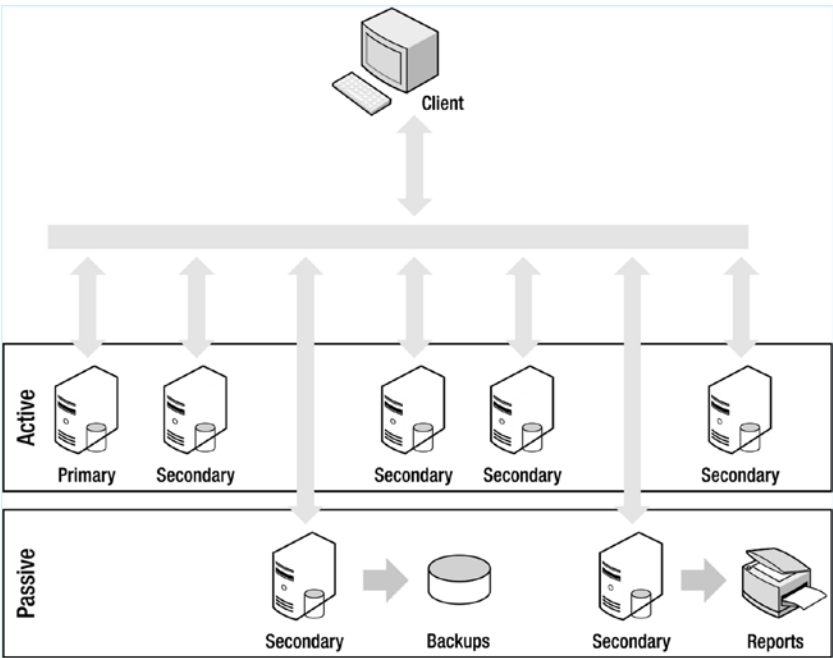 Client
Active
Primary
Secondary
Secondary
Secondary
Secondary
Passive
Secondary
Backups
Secondary
Reports